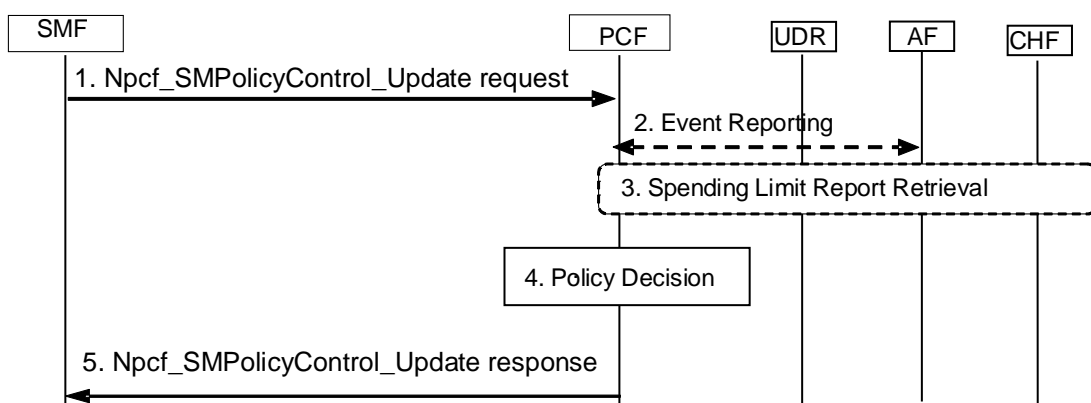 SMF
PCF
UDR
AF
CHF
1. Npcf_SMPolicyControl_Update request
2. Event Reporting
3. Spending Limit Report Retrieval
4. Policy Decision
5. Npcf_SMPolicyControl_Update response